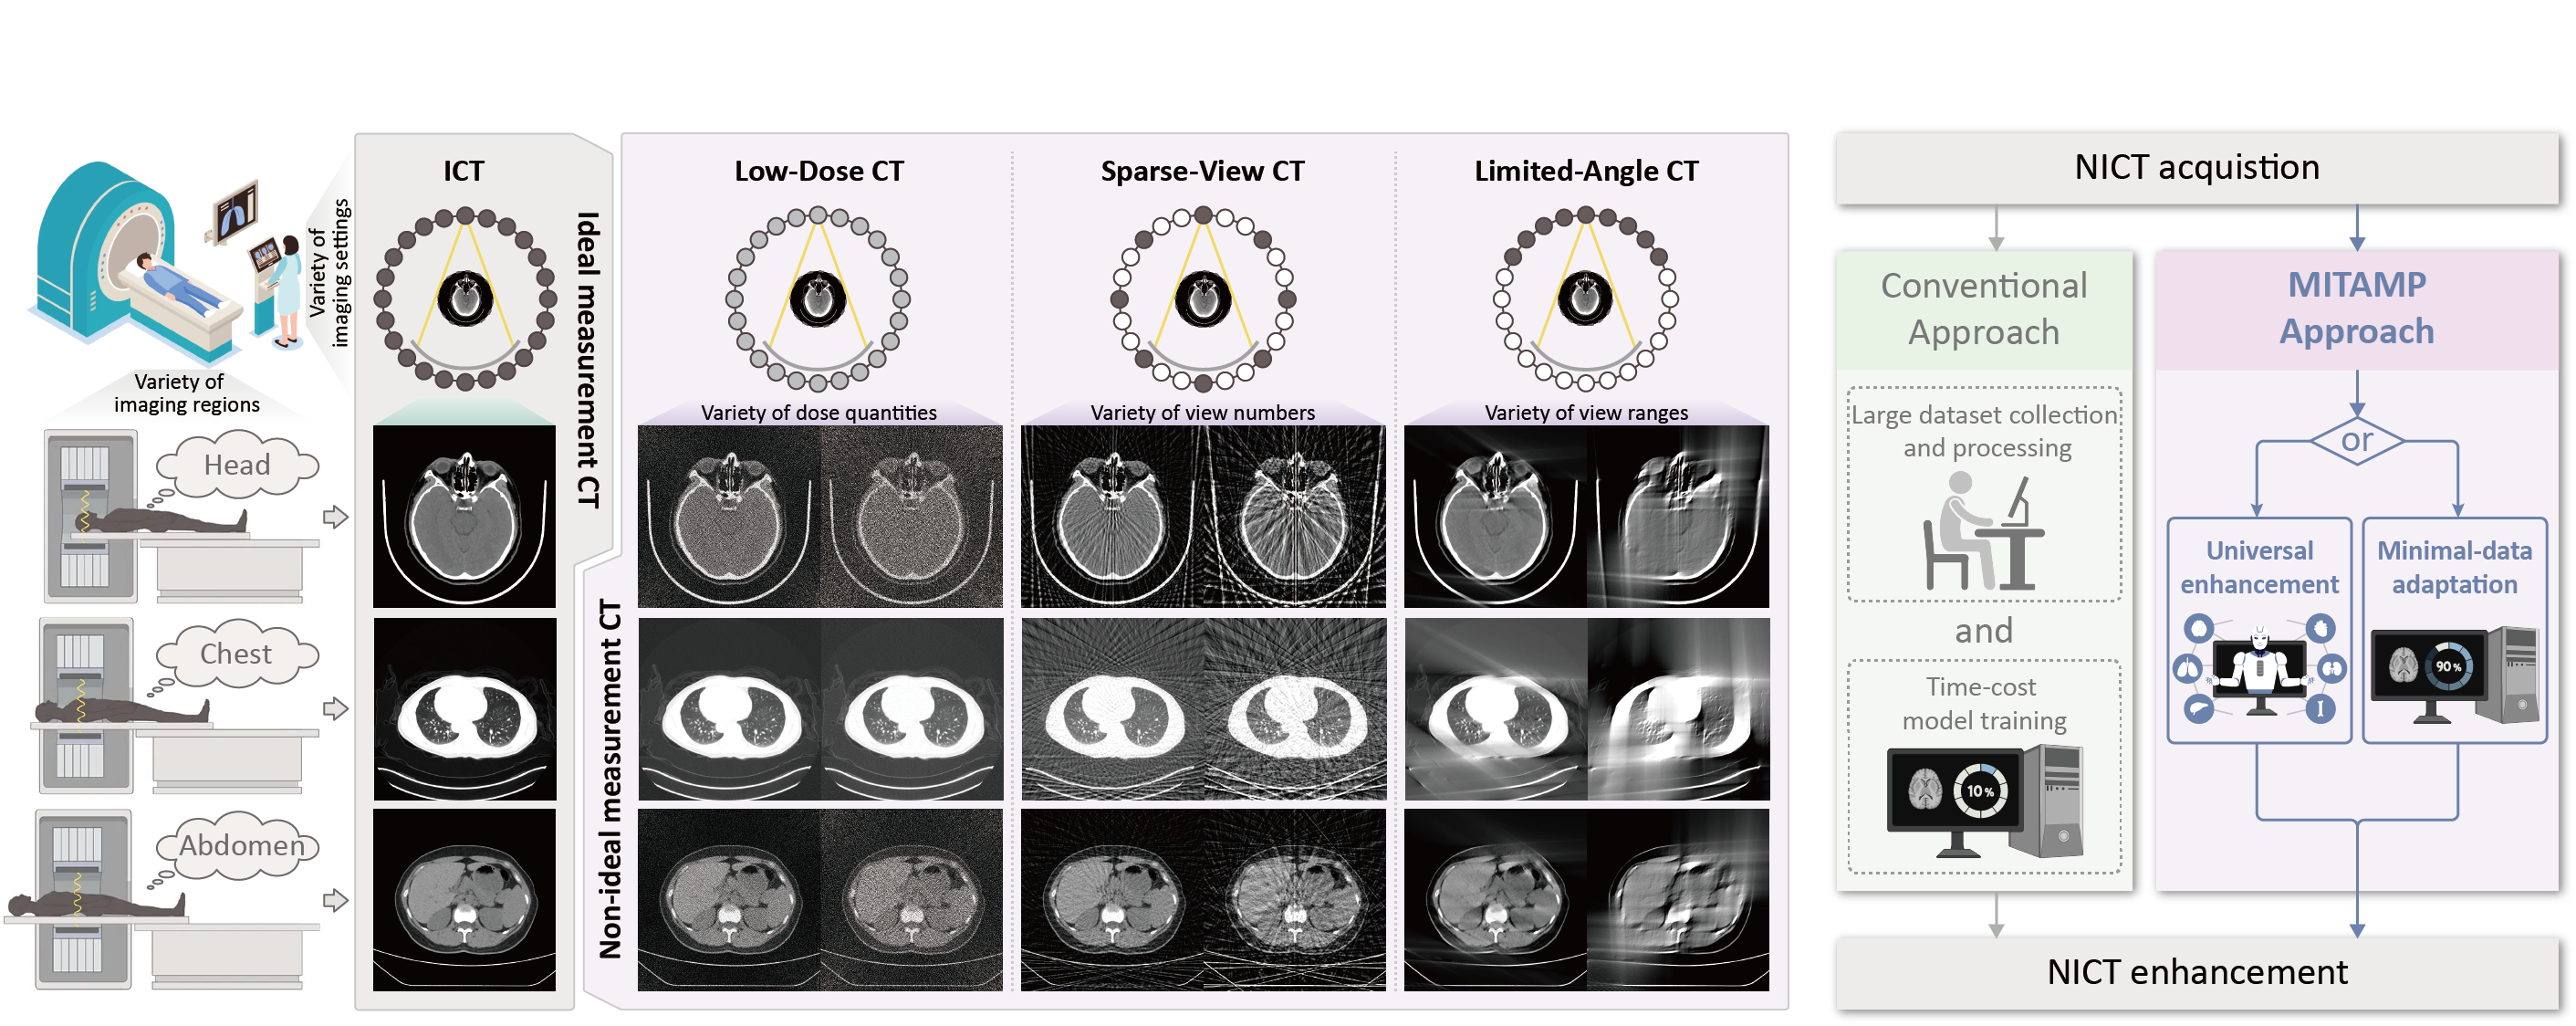 Variety of
imaging settings
Variety of
imaging regions
Head
Chest
Abdomen
ICT
Ideal measurement CT
Non-ideal measurement CT
Low-Dose CT
Variety of dose quantities
Sparse-View CT
Variety of view numbers
Limited-Angle CT
Variety of view ranges
NICT acquistion
Conventional
Approach
Large dataset collection
and processing
and
Time-cost
model training
10%
MITAMP
Approach
or
Universal
enhancement
Minimal-data
adaptation
90%
NICT enhancement